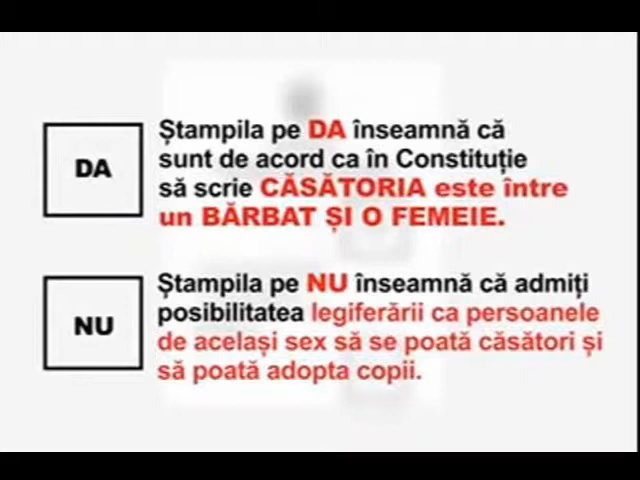 DA
Ștampila pe DA înseamnă că
sunt de acord ca în Constituție
să scrie CĂSĂTORIA este între
un BĂRBAT ȘI O FEMEIE.
NU
Ștampila pe NU înseamnă că admiți
posibilitatea legiferării ca persoanele
de același sex să se poată căsători și
să poată adopta copii.